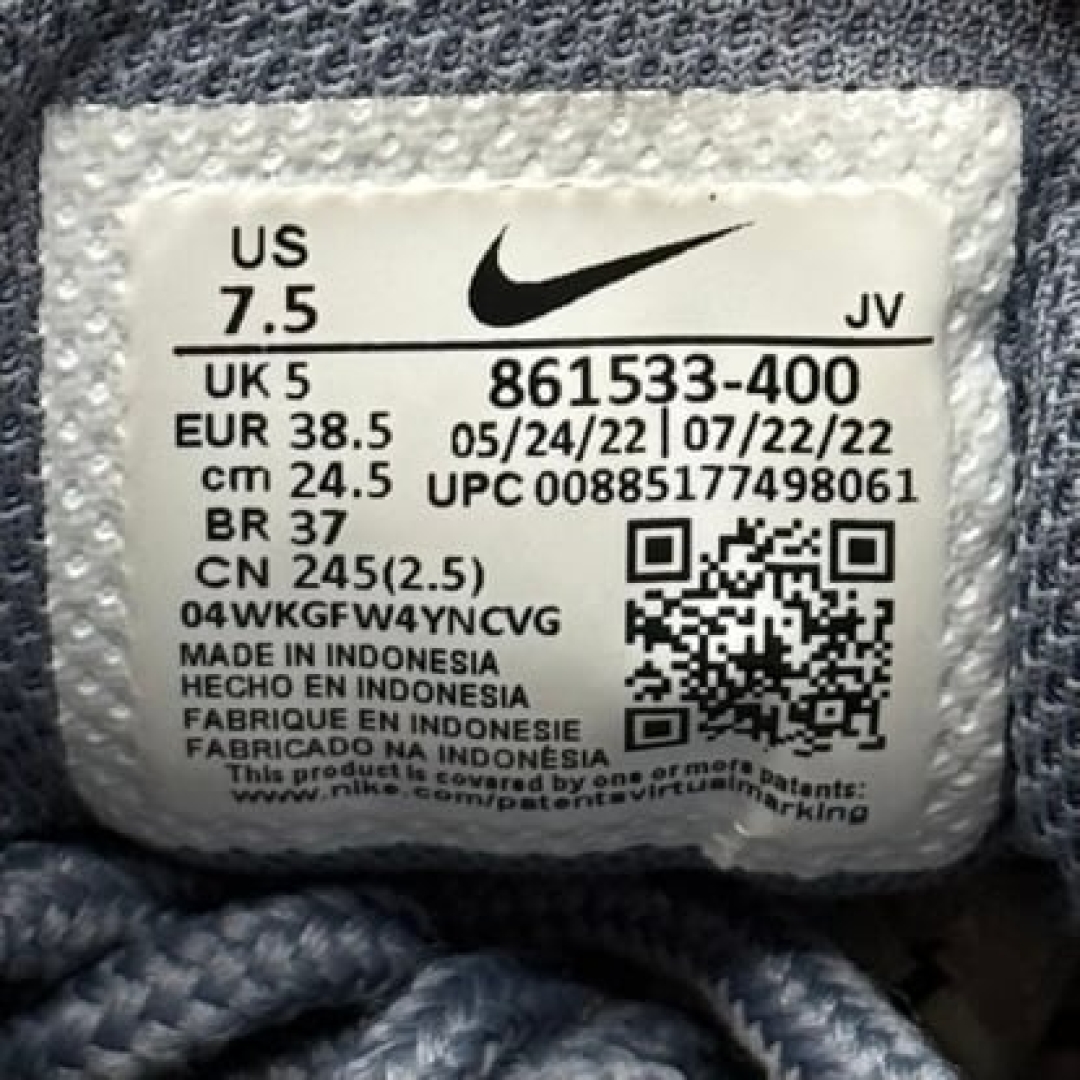 US
7.5
JV
UK 5
EUR 38.5
cm 24.5
BR 37
CN 245(2.5)
861533-400
05/24/22 | 07/22/22
UPC 00885177498061
04WKGFW4YNCVG
MADE IN INDONESIA
HECHO EN INDONESIA
FABRIQUE EN INDONESIE
FABRICADO NA INDONÉSIA
This product is covered by one or more patents:
www.nike.com/patentsvirtualmarking